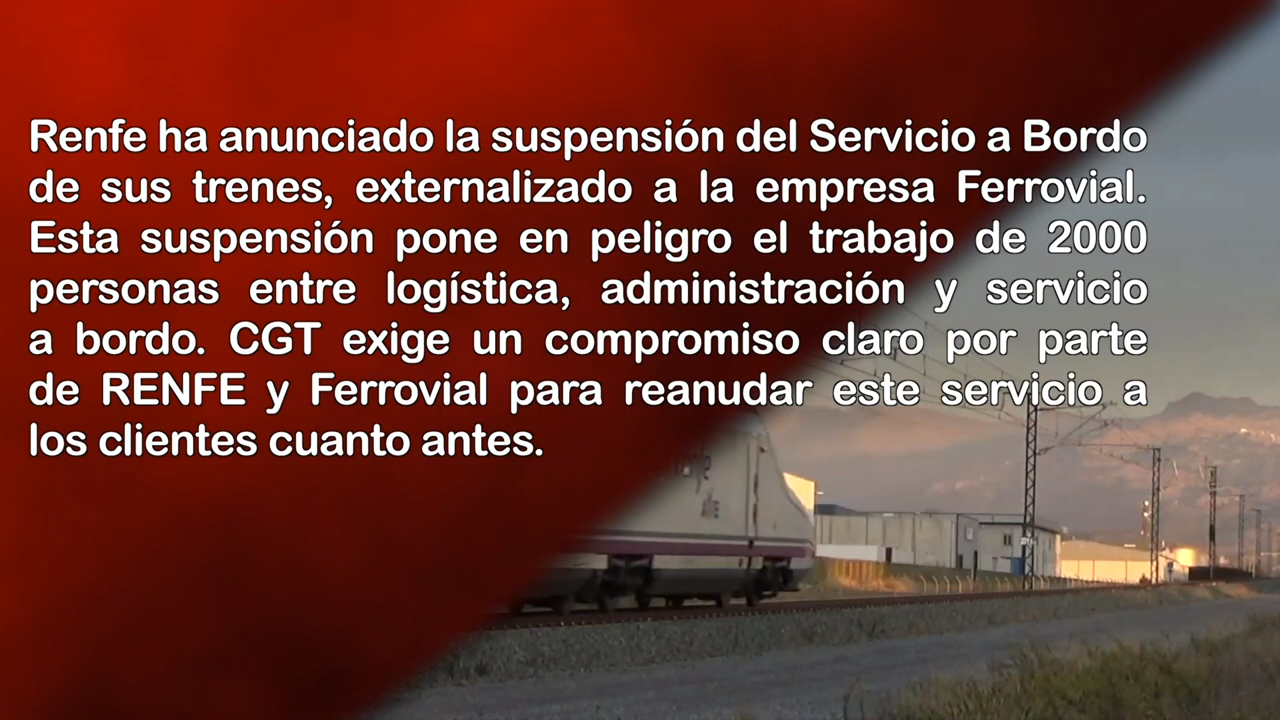 Renfe ha anunciado la suspensión del Servicio a Bordo
de sus trenes, externalizado a la empresa Ferrovial.
Esta suspensión pone en peligro el trabajo de 2000
personas entre logística, administración y servicio
a bordo. CGT exige un compromiso claro por parte
de RENFE y Ferrovial para reanudar este servicio a
los clientes cuanto antes.